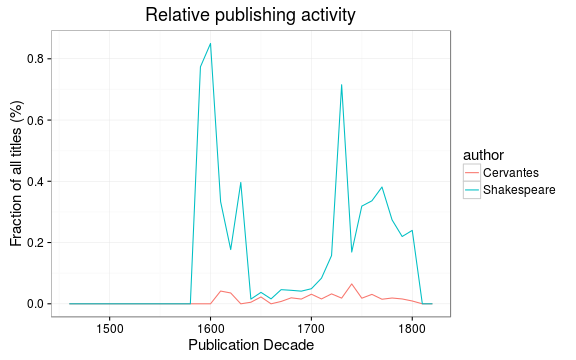 Relative publishing activity
Fraction of all titles (%)
0.8
0.6
0.4
0.2
0.0
1500 1600 1700 1800
Publication Decade
author
Cervantes
Shakespeare